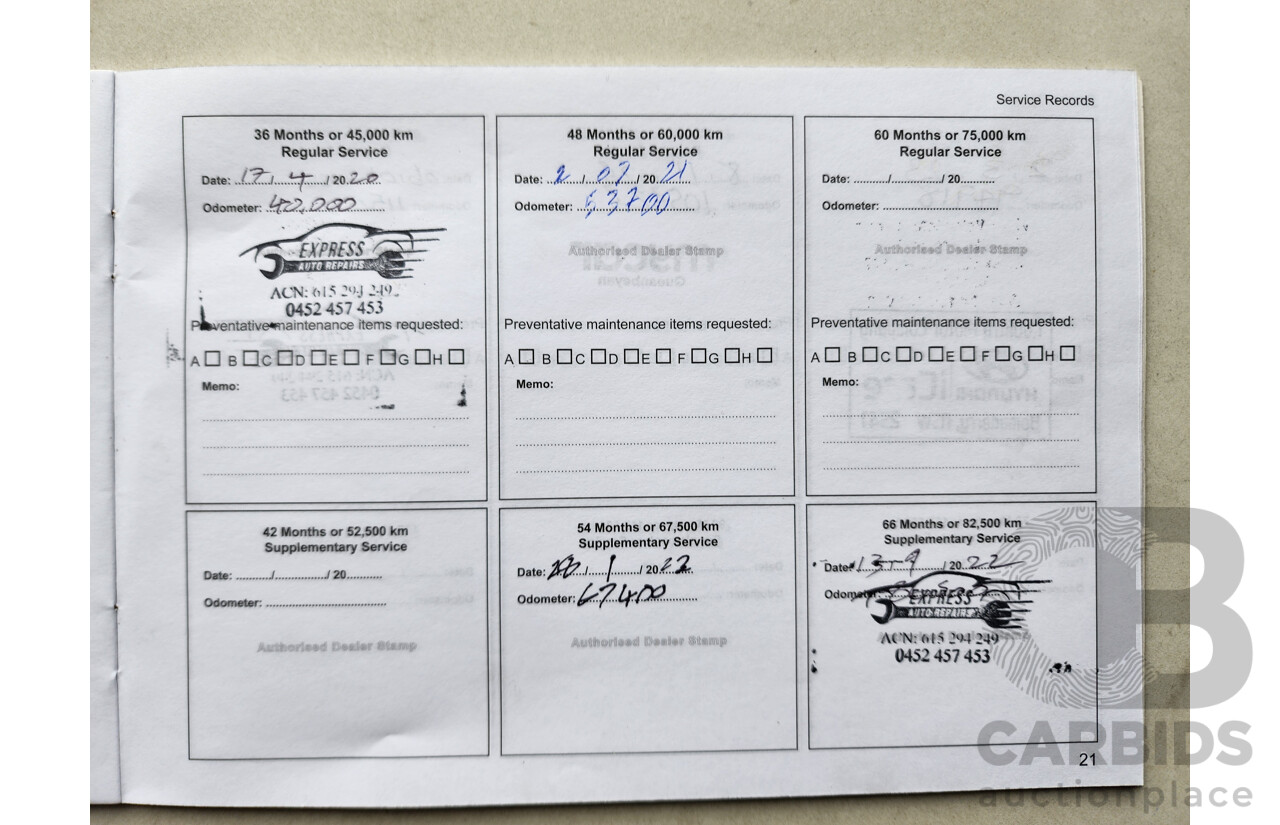 Service Records
36 Months or 45,000 km
Regular Service
Date: 17 / 4 / 2020
Odometer: 42,000
EXPRESS
AUTO REPAIRS
ACN: 615 294 249
0452 457 453
Preventative maintenance items requested:
A B C D E F G H
Memo:
48 Months or 60,000 km
Regular Service
Date: 2 / 07 / 2021
Odometer: 53700
Authorised Dealer Stamp
Preventative maintenance items requested:
A B C D E F G H
Memo:
60 Months or 75,000 km
Regular Service
Date: / / 20
Odometer:
Authorised Dealer Stamp
Preventative maintenance items requested:
A B C D E F G H
Memo:
42 Months or 52,500 km
Supplementary Service
Date: / / 20
Odometer:
Authorised Dealer Stamp
54 Months or 67,500 km
Supplementary Service
Date: / 1 / 2022
Odometer: 67400
Authorised Dealer Stamp
66 Months or 82,500 km
Supplementary Service
Date: 13-9 / 2022
Odometer:
EXPRESS
AUTO REPAIRS
ACN: 615 294 249
0452 457 453
21
CARBIDS
auctionplace